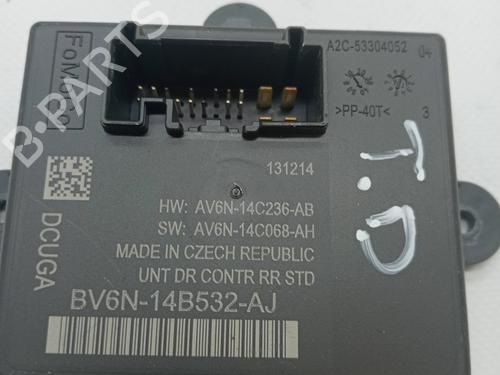 FoMoCo
A2C-53304052 04
>PP-40T< 3
131214
T.D
HW: AV6N-14C236-AB
SW: AV6N-14C068-AH
MADE IN CZECH REPUBLIC
UNT DR CONTR RR STD
DCUGA
BV6N-14B532-AJ
B-PARTS